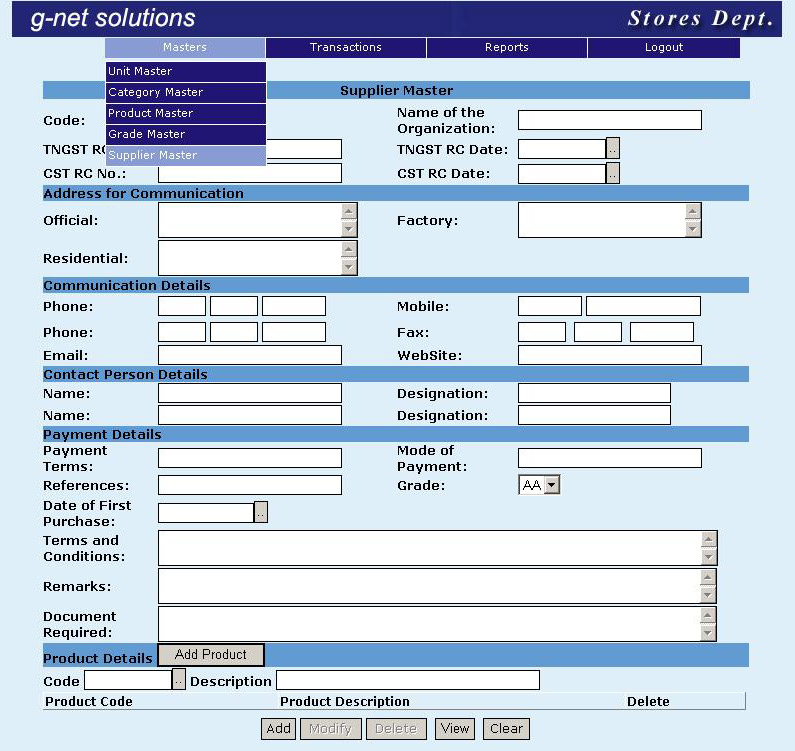 g-net solutions Stores Dept.
Masters Transactions Reports Logout
Unit Master
Category Master
Product Master
Grade Master
Supplier Master
Supplier Master
Code: Name of the Organization:
TNGST RC TNGST RC Date: ..
CST RC No.: CST RC Date: ..
Address for Communication
Official: Factory:
Residential:
Communication Details
Phone: Mobile:
Phone: Fax:
Email: WebSite:
Contact Person Details
Name: Designation:
Name: Designation:
Payment Details
Payment Terms: Mode of Payment:
References: Grade: AA
Date of First Purchase: ..
Terms and Conditions:
Remarks:
Document Required:
Product Details Add Product
Code .. Description
Product Code Product Description Delete
Add Modify Delete View Clear